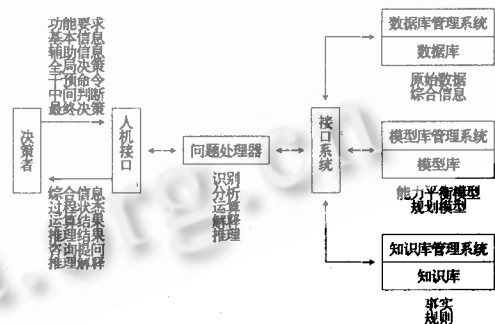 功能要求
基本信息
辅助信息
全局决策
干预命令
中间判断
最终决策
决策者
人机接口
综合信息
过程状态
运算结果
推理结果
咨询提问
推理解释
问题处理器
识别
分析
运算
解释
推理
接口系统
数据库管理系统
数据库
原始数据
综合信息
模型库管理系统
模型库
能力平衡模型
规划模型
知识库管理系统
知识库
事实
规则